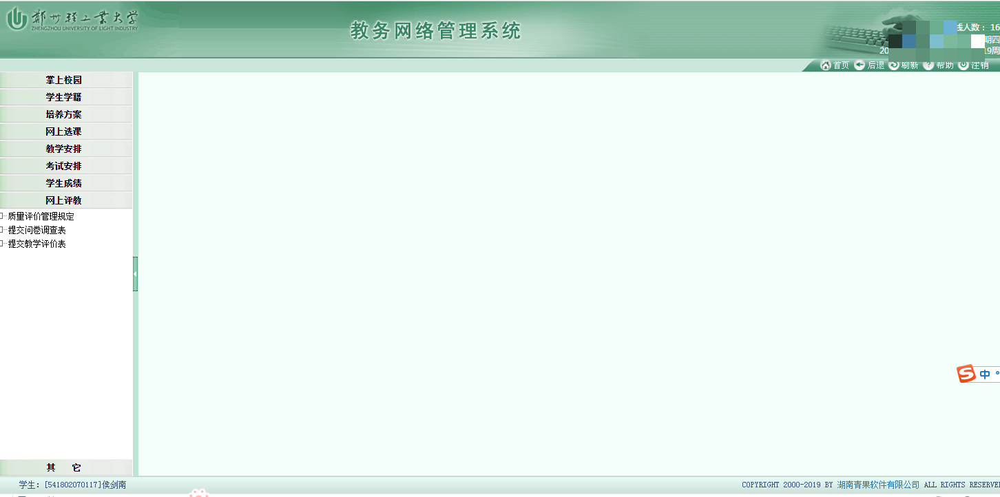 郑州轻工业大学
ZHENGZHOU UNIVERSITY OF LIGHT INDUSTRY
教务网络管理系统
线人数: 16
期四
20
19周
首页 后退 刷新 帮助 注销
掌上校园
学生学籍
培养方案
网上选课
教学安排
考试安排
学生成绩
网上评教
质量评价管理规定
提交问卷调查表
提交教学评价表
中
其 它
学生: [541802070117]侯剑南
COPYRIGHT 2000-2019 BY 湖南青果软件有限公司 ALL RIGHTS RESERVE